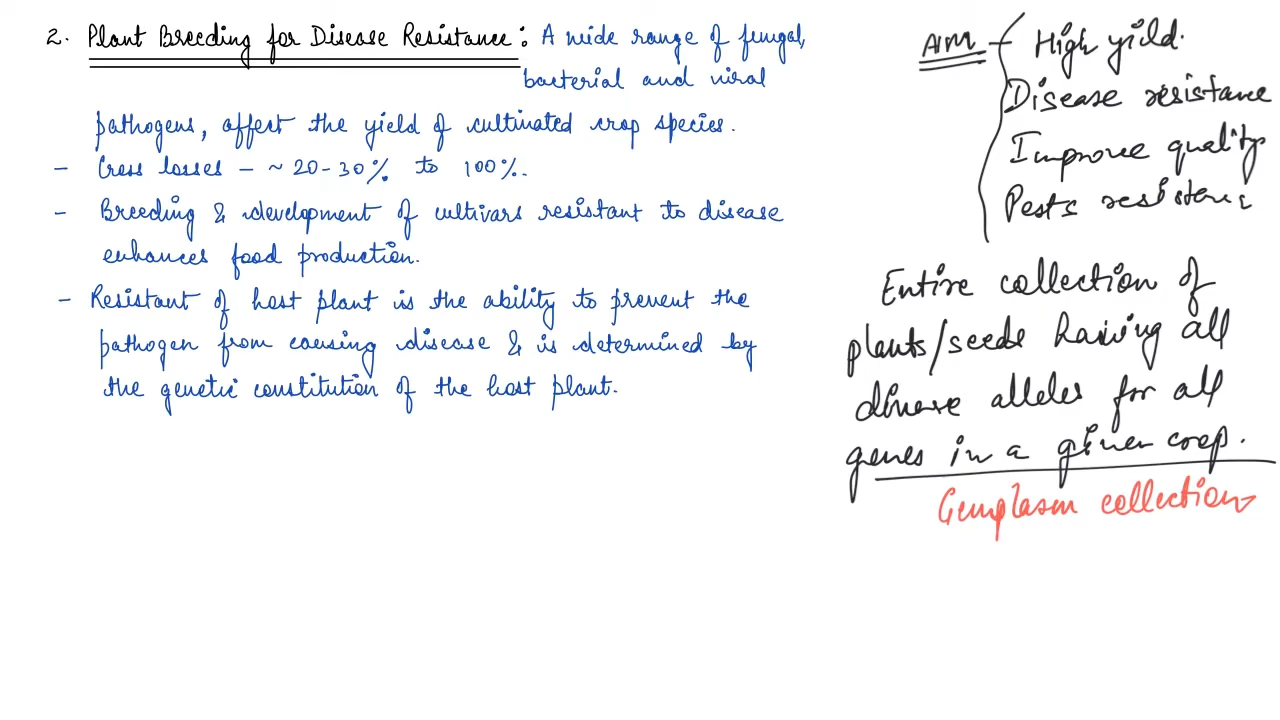 2. Plant Breeding for Disease Resistance : A wide range of fungal,
bacterial and viral
pathogens, affect the yield of cultivated crop species.
- Cross losses - ~ 20-30% to 100%.
- Breeding & development of cultivars resistant to disease
enhances food production.
- Resistant of host plant is the ability to prevent the
pathogen from causing disease & is determined by
the genetic constitution of the host plant.
AIM - High yield.
Disease resistance
Improve quality
Pests resistance
Entire collection of
plants/seeds having all
diverse alleles for all
genes in a given crop.
Germplasm collection